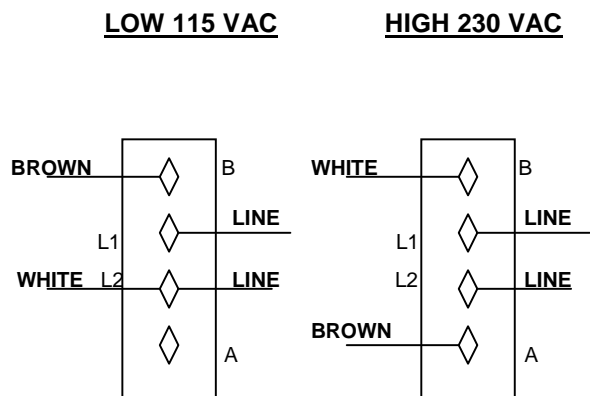 LOW 115 VAC
HIGH 230 VAC
BROWN
B
LINE
L1
WHITE
L2
LINE
A
WHITE
B
LINE
L1
L2
LINE
BROWN
A